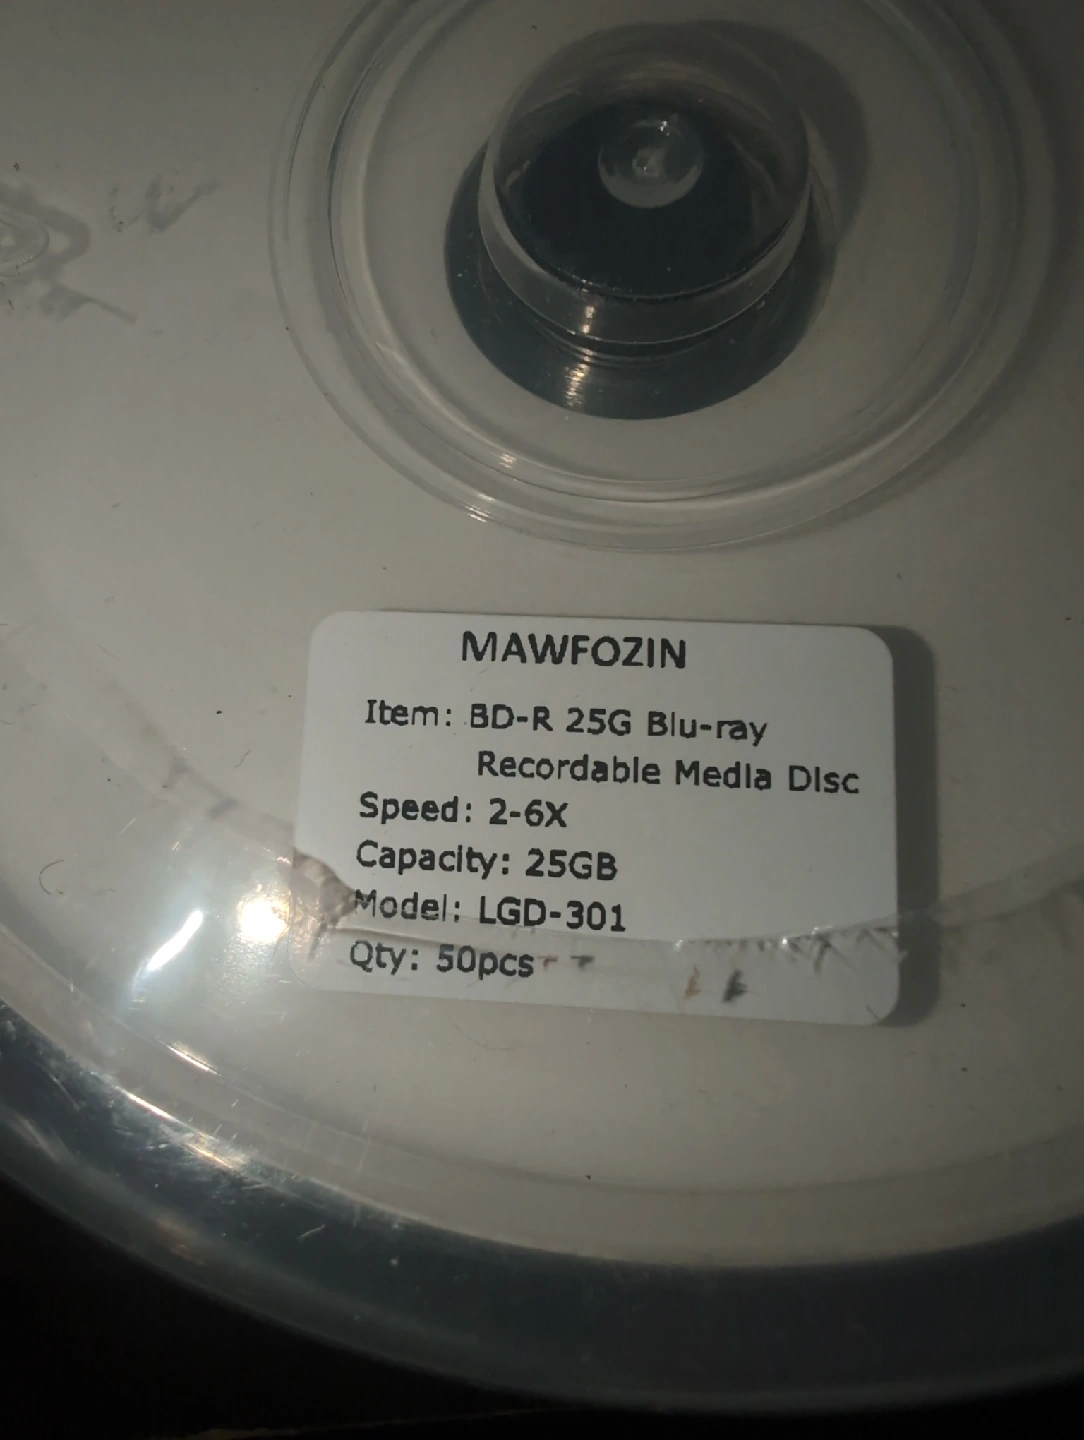 MAWFOZIN
Item: BD-R 25G Blu-ray
Recordable Media Disc
Speed: 2-6X
Capacity: 25GB
Model: LGD-301
Qty: 50pcs